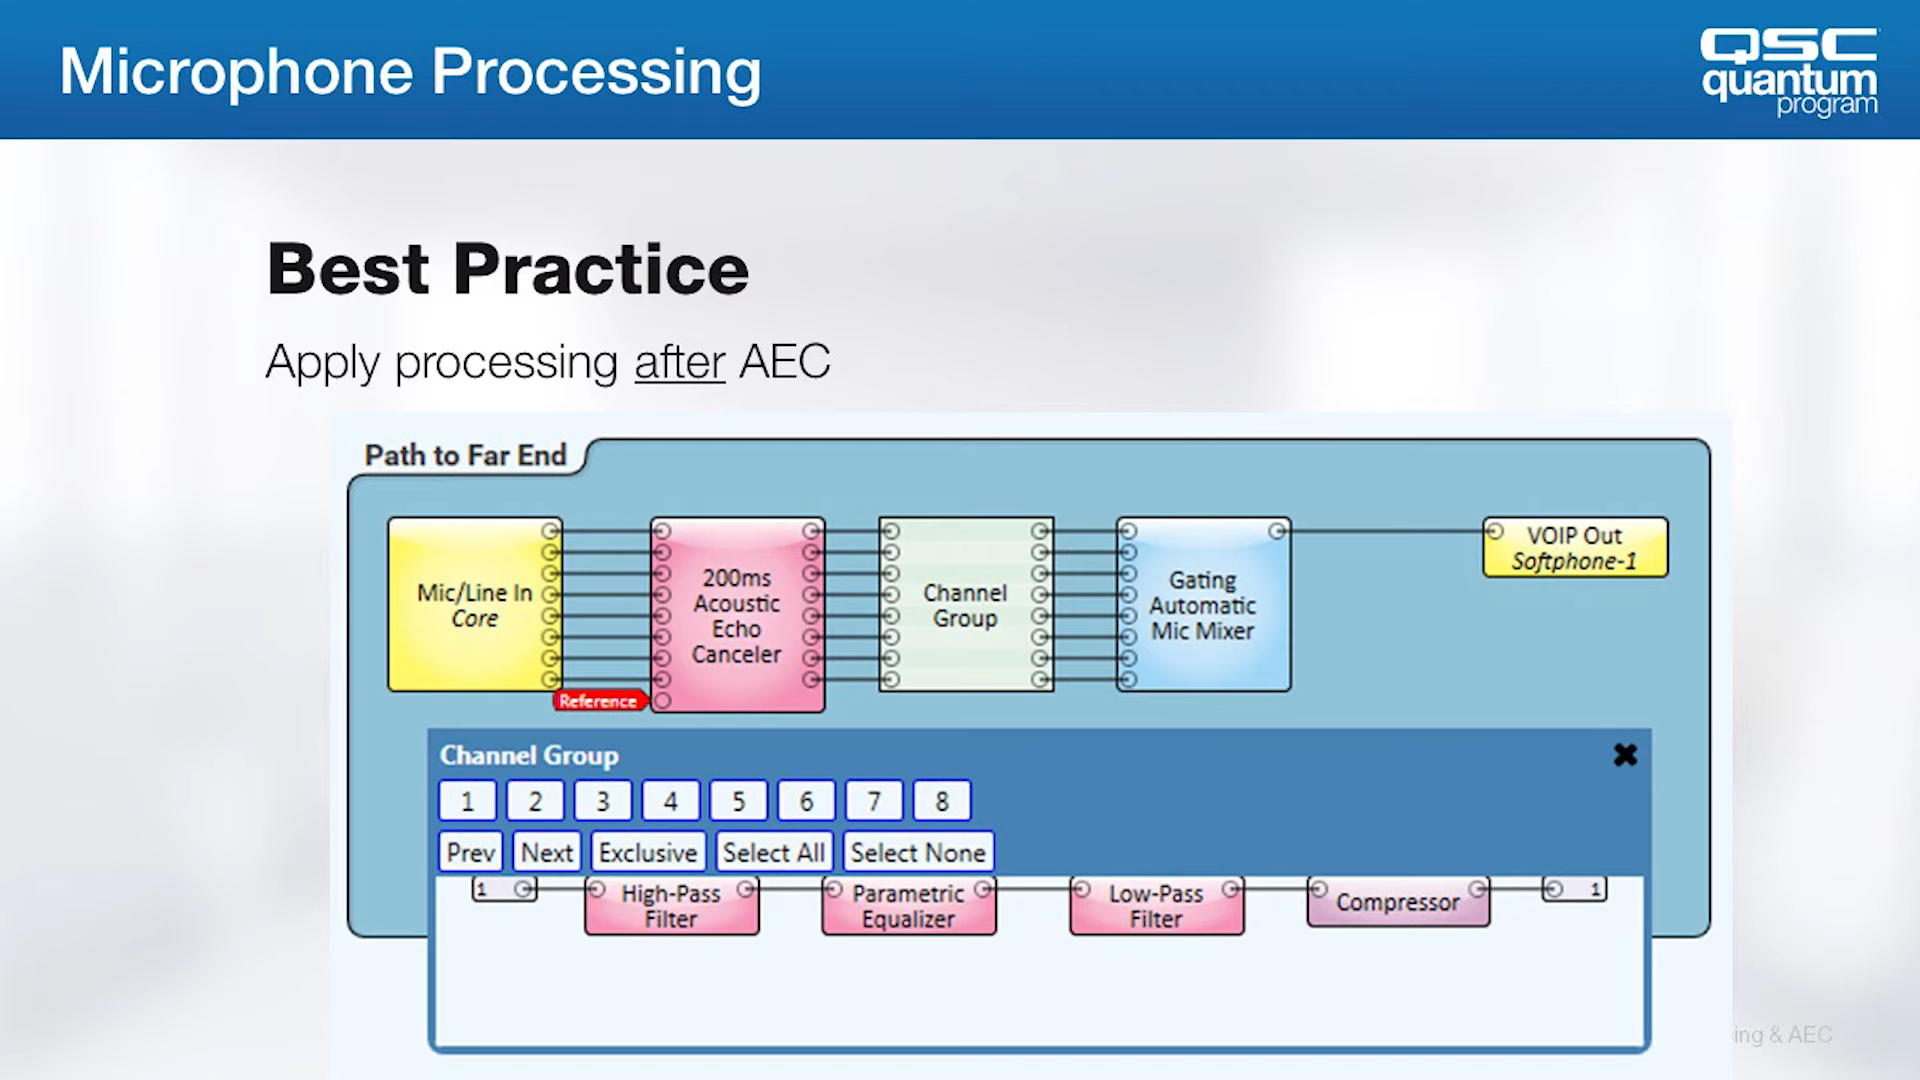 Microphone Processing
QSC
quantum
program
Best Practice
Apply processing after AEC
Path to Far End
Mic/Line In
Core
Reference
200ms
Acoustic
Echo
Canceler
Channel
Group
Gating
Automatic
Mic Mixer
VOIP Out
Softphone-1
Channel Group
1 2 3 4 5 6 7 8
Prev Next Exclusive Select All Select None
1
High-Pass
Filter
Parametric
Equalizer
Low-Pass
Filter
Compressor
1
& AEC